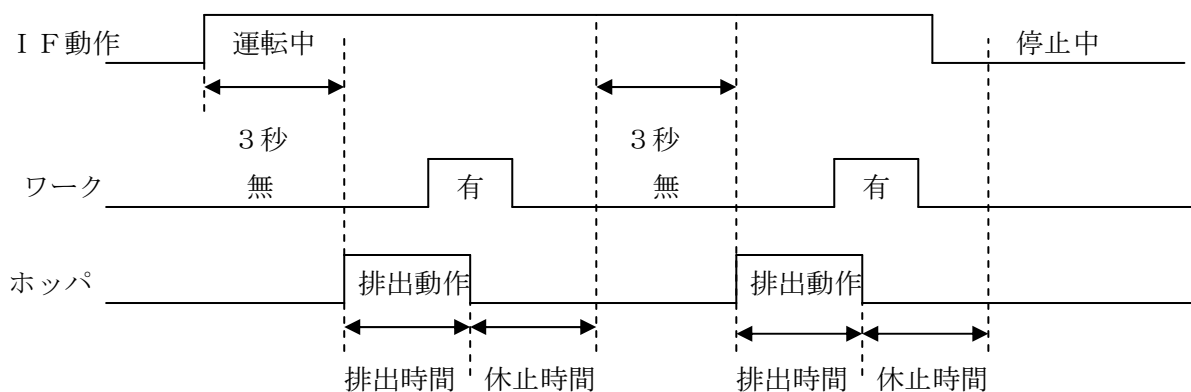 ＩＦ動作 運転中 停止中
３秒 ３秒
ワーク 無 有 無 有
ホッパ 排出動作 排出動作
排出時間 休止時間 排出時間 休止時間